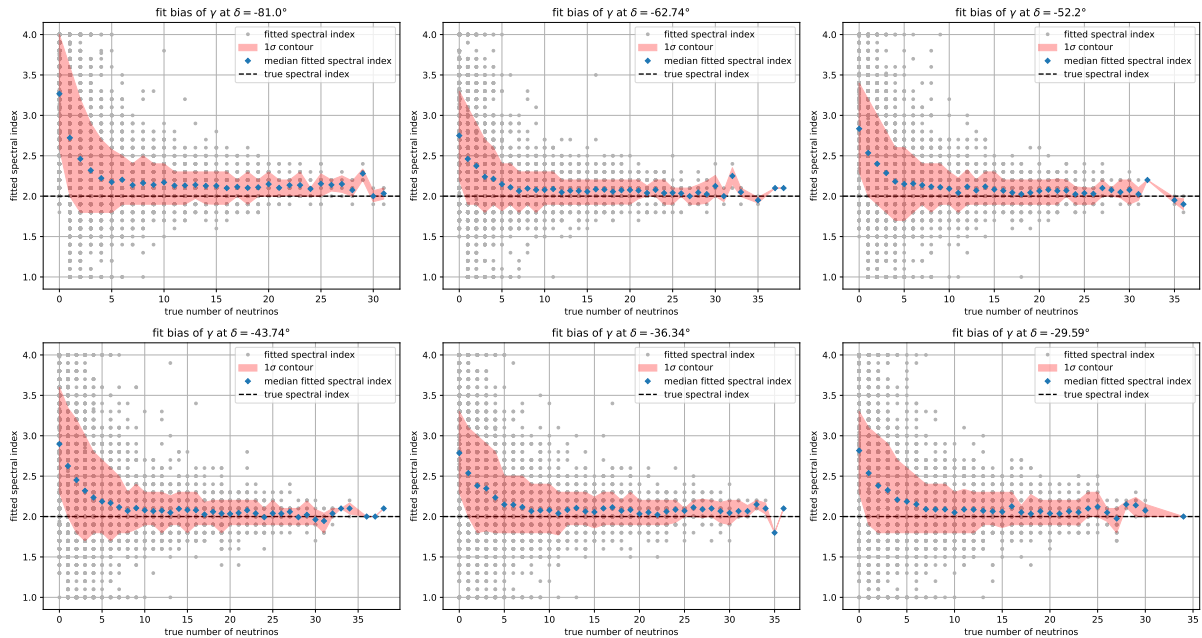 fit bias of γ at δ = -81.0°
fitted spectral index
4.0
3.5
3.0
2.5
2.0
1.5
1.0
0 5 10 15 20 25 30
true number of neutrinos
fitted spectral index
1σ contour
median fitted spectral index
true spectral index
fit bias of γ at δ = -62.74°
fitted spectral index
4.0
3.5
3.0
2.5
2.0
1.5
1.0
0 5 10 15 20 25 30 35
true number of neutrinos
fitted spectral index
1σ contour
median fitted spectral index
true spectral index
fit bias of γ at δ = -52.2°
fitted spectral index
4.0
3.5
3.0
2.5
2.0
1.5
1.0
0 5 10 15 20 25 30 35
true number of neutrinos
fitted spectral index
1σ contour
median fitted spectral index
true spectral index
fit bias of γ at δ = -43.74°
fitted spectral index
4.0
3.5
3.0
2.5
2.0
1.5
1.0
0 5 10 15 20 25 30 35
true number of neutrinos
fitted spectral index
1σ contour
median fitted spectral index
true spectral index
fit bias of γ at δ = -36.34°
fitted spectral index
4.0
3.5
3.0
2.5
2.0
1.5
1.0
0 5 10 15 20 25 30 35
true number of neutrinos
fitted spectral index
1σ contour
median fitted spectral index
true spectral index
fit bias of γ at δ = -29.59°
fitted spectral index
4.0
3.5
3.0
2.5
2.0
1.5
1.0
0 5 10 15 20 25 30 35
true number of neutrinos
fitted spectral index
1σ contour
median fitted spectral index
true spectral index